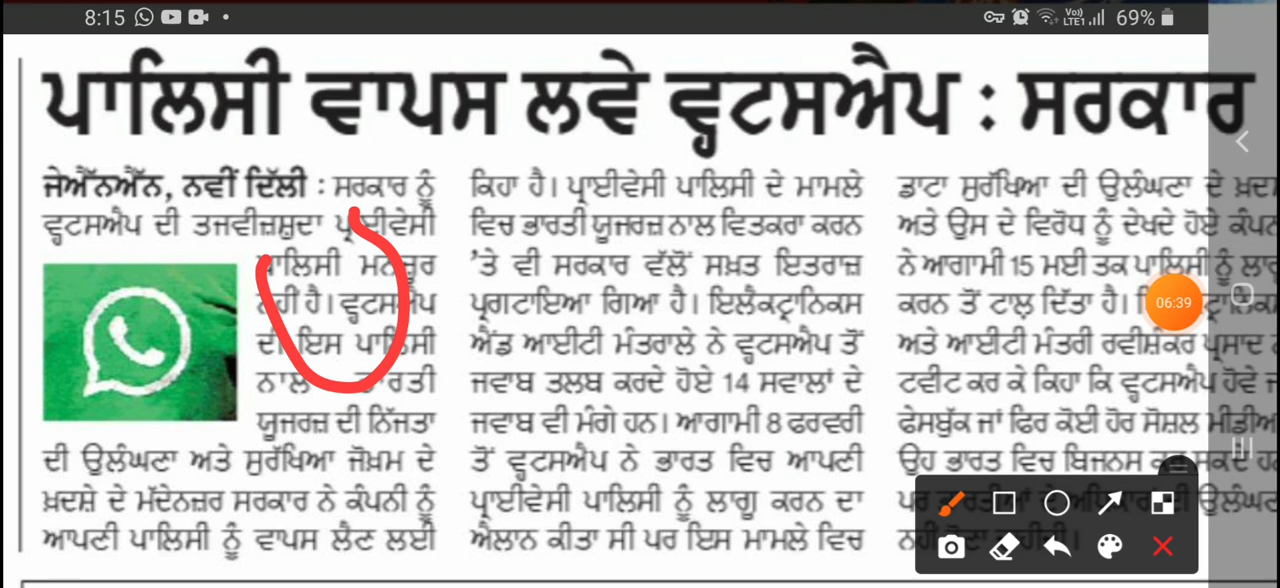 8:15
Vo)) LTE1 69%
ਪਾਲਿਸੀ ਵਾਪਸ ਲਵੇ ਵ੍ਹਟਸਐਪ : ਸਰਕਾਰ
ਜੇਐੱਨਐੱਨ, ਨਵੀਂ ਦਿੱਲੀ : ਸਰਕਾਰ ਨੂੰ
ਵ੍ਹਟਸਐਪ ਦੀ ਤਜਵੀਜ਼ਸ਼ੁਦਾ ਪ੍ਰਾਈਵੇਸੀ
ਪਾਲਿਸੀ ਮਨਜ਼ੂਰ
ਨਹੀਂ ਹੈ। ਵ੍ਹਟਸਐਪ
ਦੀ ਇਸ ਪਾਲਿਸੀ
ਨਾਲ ਭਾਰਤੀ
ਯੂਜਰਜ਼ ਦੀ ਨਿੱਜਤਾ
ਦੀ ਉਲੰਘਣਾ ਅਤੇ ਸੁਰੱਖਿਆ ਜੋਖ਼ਮ ਦੇ
ਖ਼ਦਸ਼ੇ ਦੇ ਮੱਦੇਨਜ਼ਰ ਸਰਕਾਰ ਨੇ ਕੰਪਨੀ ਨੂੰ
ਆਪਣੀ ਪਾਲਿਸੀ ਨੂੰ ਵਾਪਸ ਲੈਣ ਲਈ
ਕਿਹਾ ਹੈ। ਪ੍ਰਾਈਵੇਸੀ ਪਾਲਿਸੀ ਦੇ ਮਾਮਲੇ
ਵਿਚ ਭਾਰਤੀ ਯੂਜਰਜ਼ ਨਾਲ ਵਿਤਕਰਾ ਕਰਨ
'ਤੇ ਵੀ ਸਰਕਾਰ ਵੱਲੋਂ ਸਖ਼ਤ ਇਤਰਾਜ਼
ਪ੍ਰਗਟਾਇਆ ਗਿਆ ਹੈ। ਇਲੈਕਟ੍ਰਾਨਿਕਸ
ਐਂਡ ਆਈਟੀ ਮੰਤਰਾਲੇ ਨੇ ਵ੍ਹਟਸਐਪ ਤੋਂ
ਜਵਾਬ ਤਲਬ ਕਰਦੇ ਹੋਏ 14 ਸਵਾਲਾਂ ਦੇ
ਜਵਾਬ ਵੀ ਮੰਗੇ ਹਨ। ਆਗਾਮੀ 8 ਫਰਵਰੀ
ਤੋਂ ਵ੍ਹਟਸਐਪ ਨੇ ਭਾਰਤ ਵਿਚ ਆਪਣੀ
ਪ੍ਰਾਈਵੇਸੀ ਪਾਲਿਸੀ ਨੂੰ ਲਾਗੂ ਕਰਨ ਦਾ
ਐਲਾਨ ਕੀਤਾ ਸੀ ਪਰ ਇਸ ਮਾਮਲੇ ਵਿਚ
ਡਾਟਾ ਸੁਰੱਖਿਆ ਦੀ ਉਲੰਘਣਾ ਦੇ
ਅਤੇ ਉਸ ਦੇ ਵਿਰੋਧ ਨੂੰ ਦੇਖਦੇ ਹੋਏ
ਨੇ ਆਗਾਮੀ 15 ਮਈ ਤਕ ਪਾਲਿਸੀ ਨੂੰ
ਕਰਨ ਤੋਂ ਟਾਲ਼ ਦਿੱਤਾ ਹੈ।
06:39
ਅਤੇ ਆਈਟੀ ਮੰਤਰੀ ਰਵੀਸ਼ੰਕਰ ਪ੍ਰਸਾਦ
ਟਵੀਟ ਕਰ ਕੇ ਕਿਹਾ ਕਿ ਵ੍ਹਟਸਐਪ ਹੋਵੇ
ਫੇਸਬੁੱਕ ਜਾਂ ਫਿਰ ਕੋਈ ਹੋਰ ਸੋਸ਼ਲ ਮੀਡੀਆ
ਉਹ ਭਾਰਤ ਵਿਚ ਬਿਜਨਸ
ਪਰ